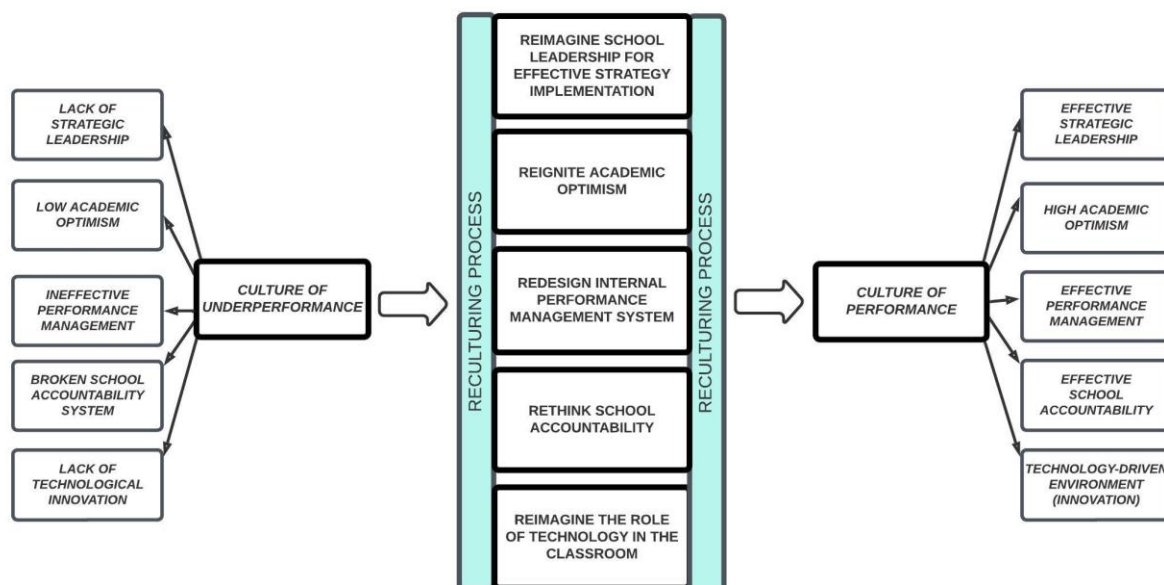 LACK OF
STRATEGIC
LEADERSHIP
LOW ACADEMIC
OPTIMISM
INEFFECTIVE
PERFORMANCE
MANAGEMENT
BROKEN SCHOOL
ACCOUNTABILITY
SYSTEM
LACK OF
TECHNOLOGICAL
INNOVATION
CULTURE OF
UNDERPERFORMANCE
RECULTURING PROCESS
REIMAGINE SCHOOL
LEADERSHIP FOR
EFFECTIVE STRATEGY
IMPLEMENTATION
REIGNITE ACADEMIC
OPTIMISM
REDESIGN INTERNAL
PERFORMANCE
MANAGEMENT SYSTEM
RETHINK SCHOOL
ACCOUNTABILITY
REIMAGINE THE ROLE
OF TECHNOLOGY IN THE
CLASSROOM
RECULTURING PROCESS
CULTURE OF
PERFORMANCE
EFFECTIVE
STRATEGIC
LEADERSHIP
HIGH ACADEMIC
OPTIMISM
EFFECTIVE
PERFORMANCE
MANAGEMENT
EFFECTIVE
SCHOOL
ACCOUNTABILITY
TECHNOLOGY-DRIVEN
ENVIRONMENT
(INNOVATION)